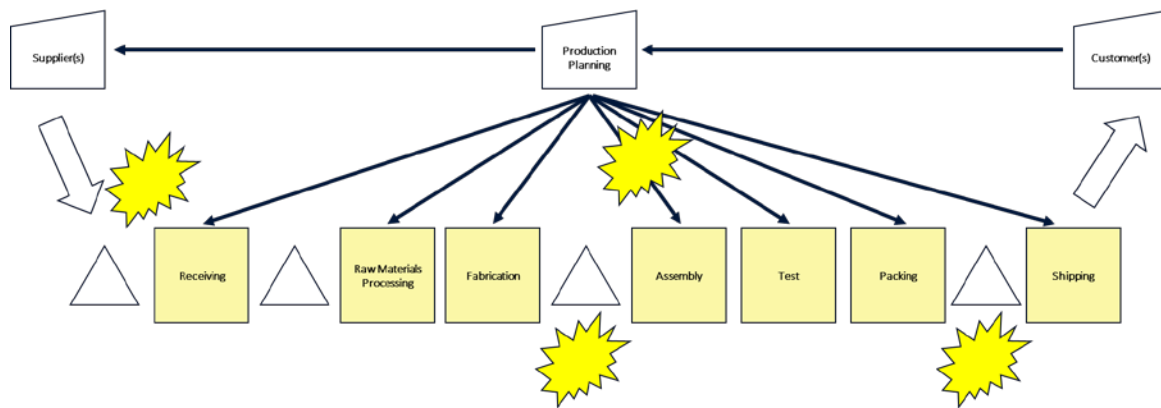 Supplier(s)
Production
Planning
Customer(s)
Receiving
Raw Materials
Processing
Fabrication
Assembly
Test
Packing
Shipping